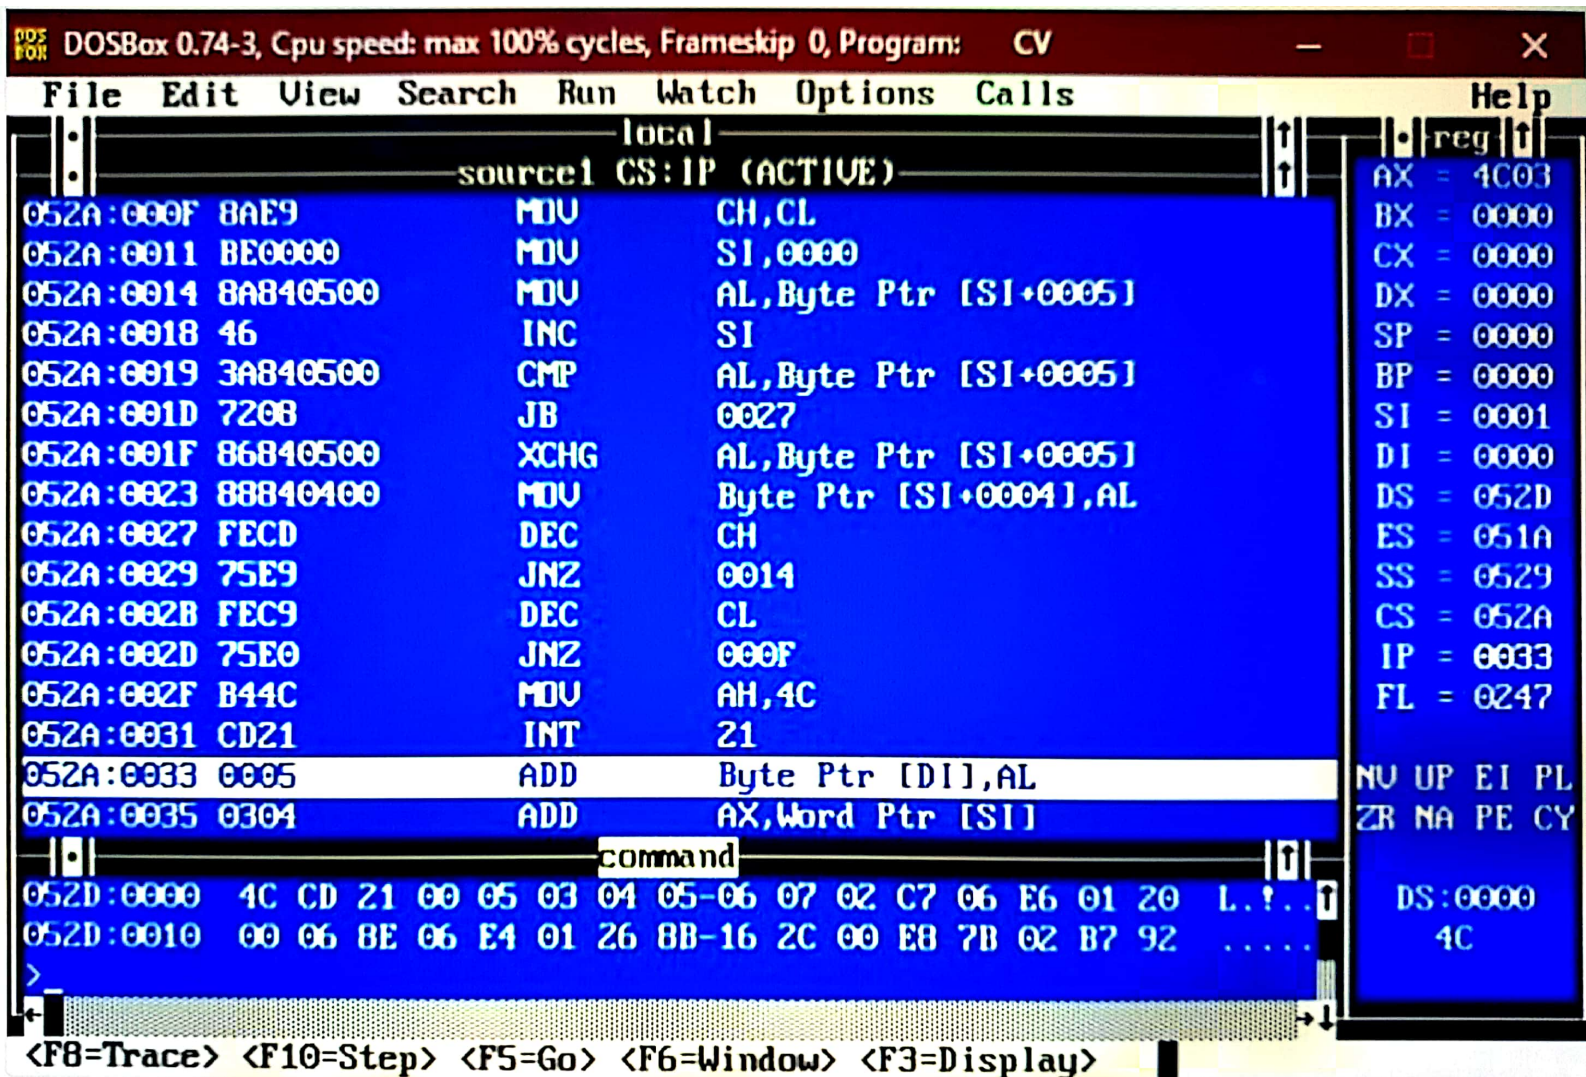 DOSBox 0.74-3, Cpu speed: max 100% cycles, Frameskip 0, Program: CV
File Edit View Search Run Watch Options Calls Help
local
reg
source1 CS:IP (ACTIVE)
052A:000F 8AE9 MOV CH,CL
052A:0011 BE0000 MOV SI,0000
052A:0014 8A840500 MOV AL,Byte Ptr [SI+0005]
052A:0018 46 INC SI
052A:0019 3A840500 CMP AL,Byte Ptr [SI+0005]
052A:001D 7208 JB 0027
052A:001F 86840500 XCHG AL,Byte Ptr [SI+0005]
052A:0023 88840400 MOV Byte Ptr [SI+0004],AL
052A:0027 FECD DEC CH
052A:0029 75E9 JNZ 0014
052A:002B FEC9 DEC CL
052A:002D 75E0 JNZ 000F
052A:002F B44C MOV AH,4C
052A:0031 CD21 INT 21
052A:0033 0005 ADD Byte Ptr [DI],AL
052A:0035 0304 ADD AX,Word Ptr [SI]
AX = 4C03
BX = 0000
CX = 0000
DX = 0000
SP = 0000
BP = 0000
SI = 0001
DI = 0000
DS = 052D
ES = 051A
SS = 0529
CS = 052A
IP = 0033
FL = 0247
NV UP EI PL
ZR NA PE CY
DS:0000
4C
command
052D:0000 4C CD 21 00 05 03 04 05-06 07 02 C7 06 E6 01 20 L.!..
052D:0010 00 06 8E 06 E4 01 26 8B-16 2C 00 E8 7B 02 B7 92 .....
>_
<F8=Trace> <F10=Step> <F5=Go> <F6=Window> <F3=Display>